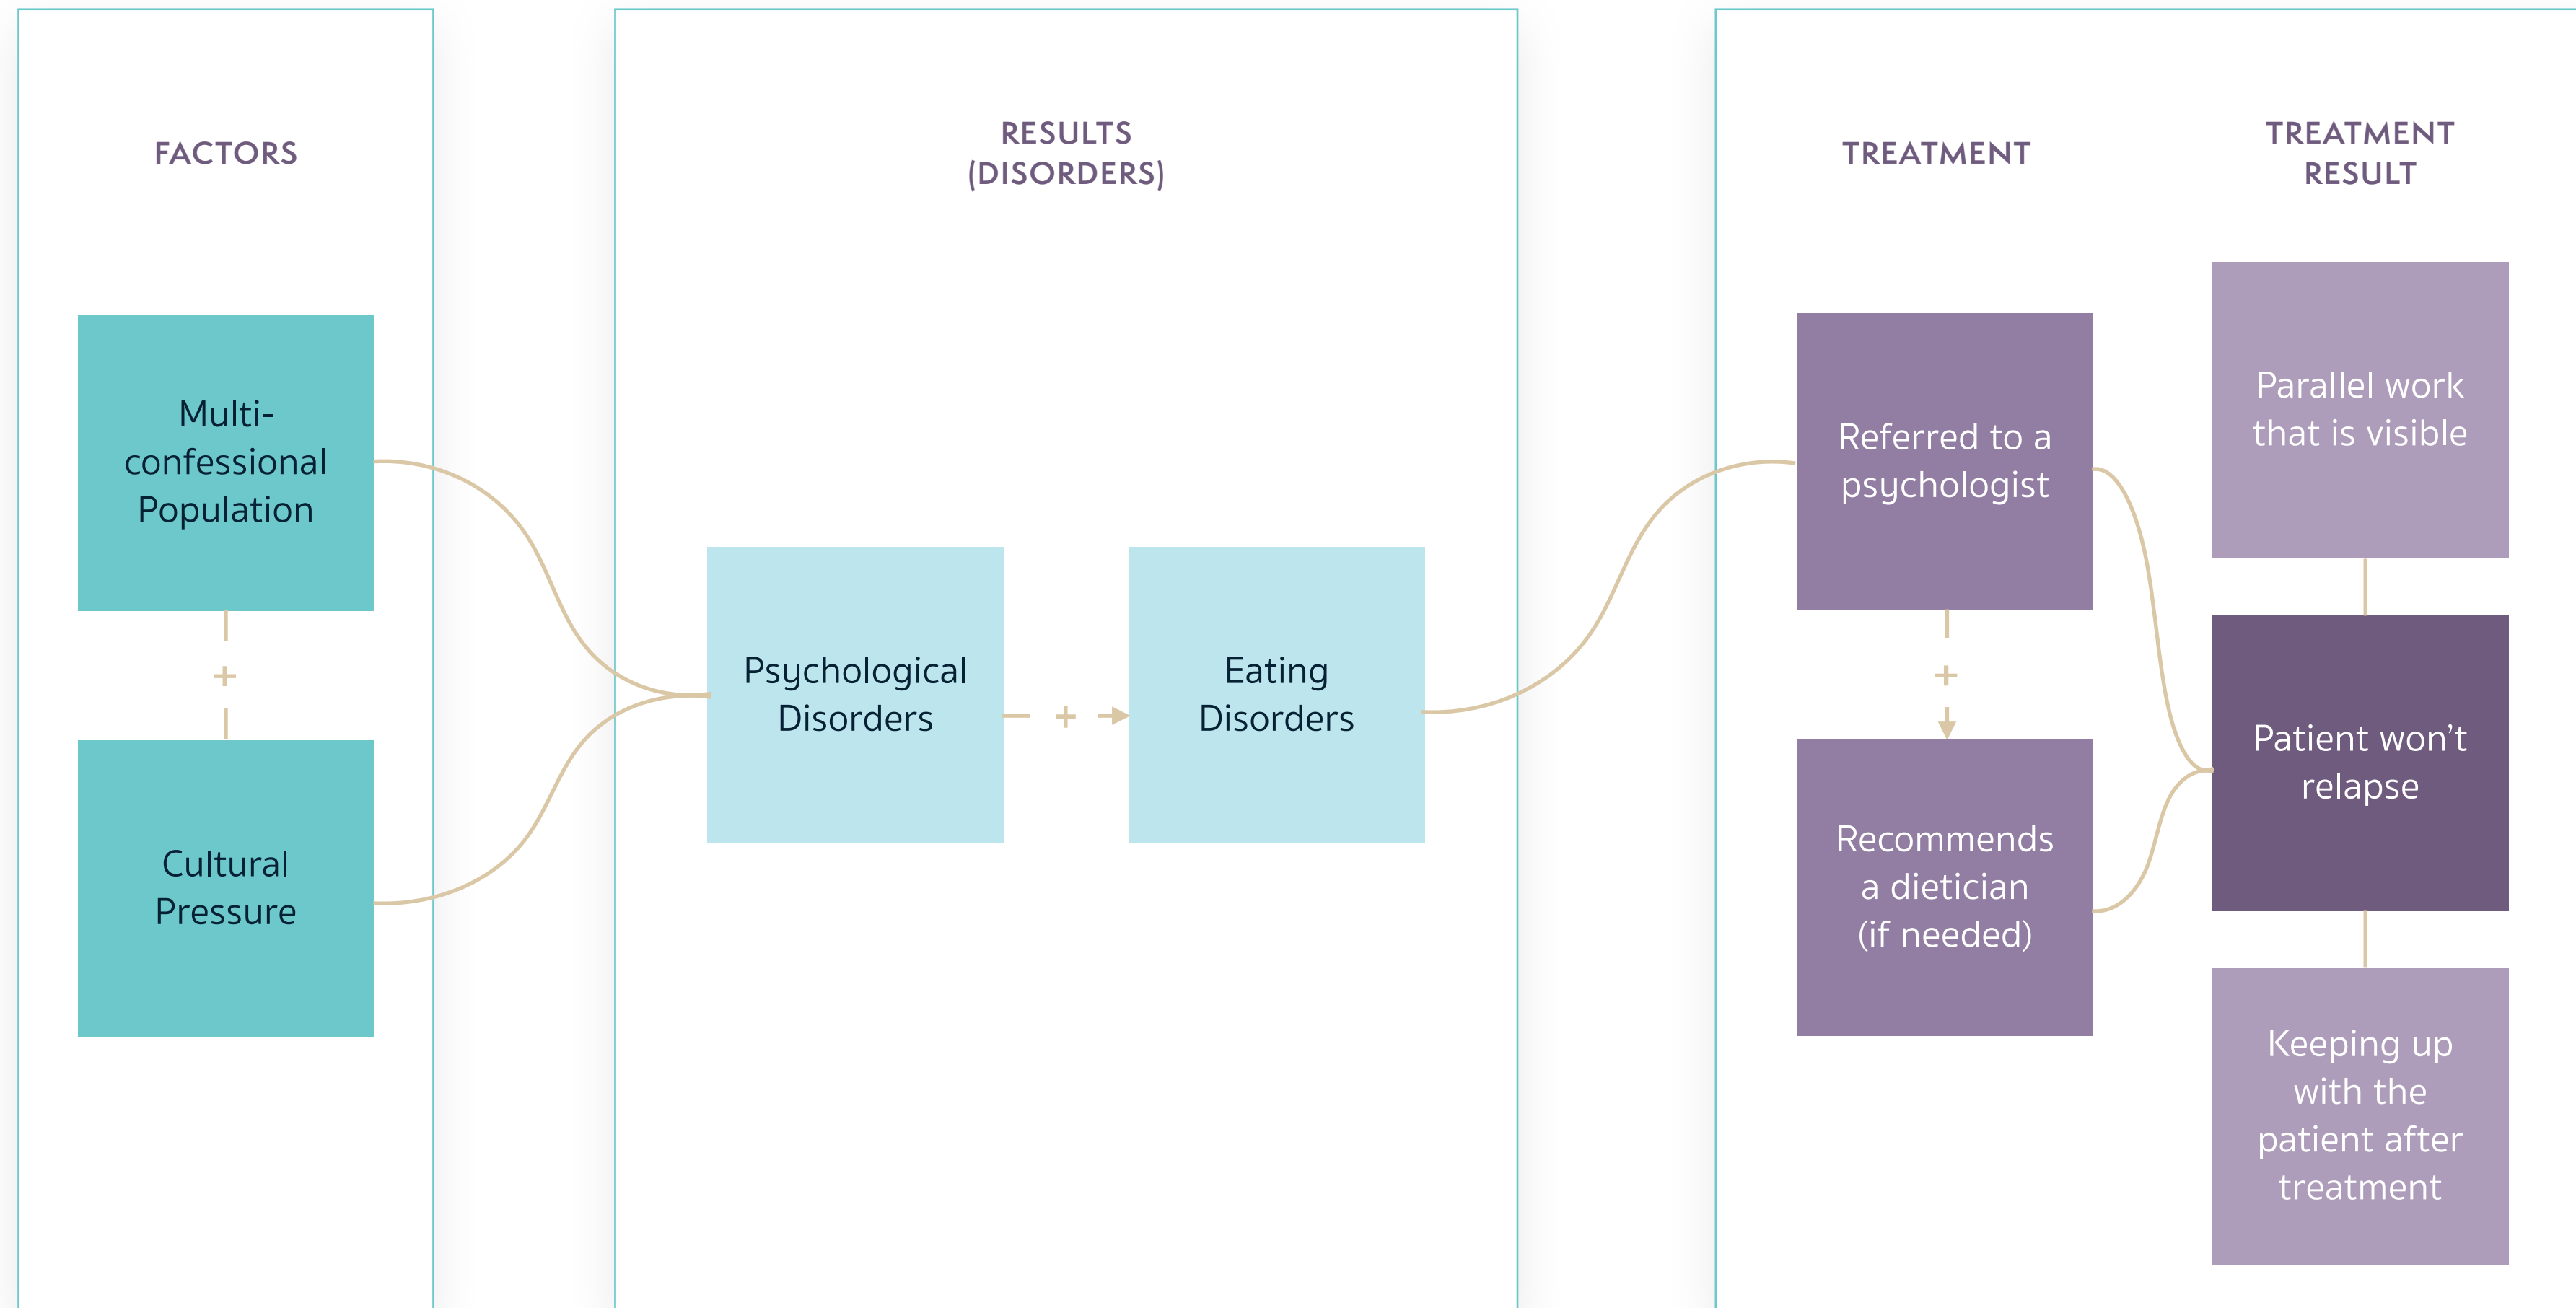 FACTORS
Multi-
confessional
Population
+
Cultural
Pressure
RESULTS
(DISORDERS)
Psychological
Disorders
+
Eating
Disorders
TREATMENT
Referred to a
psychologist
+
Recommends
a dietician
(if needed)
TREATMENT
RESULT
Parallel work
that is visible
Patient won’t
relapse
Keeping up
with the
patient after
treatment